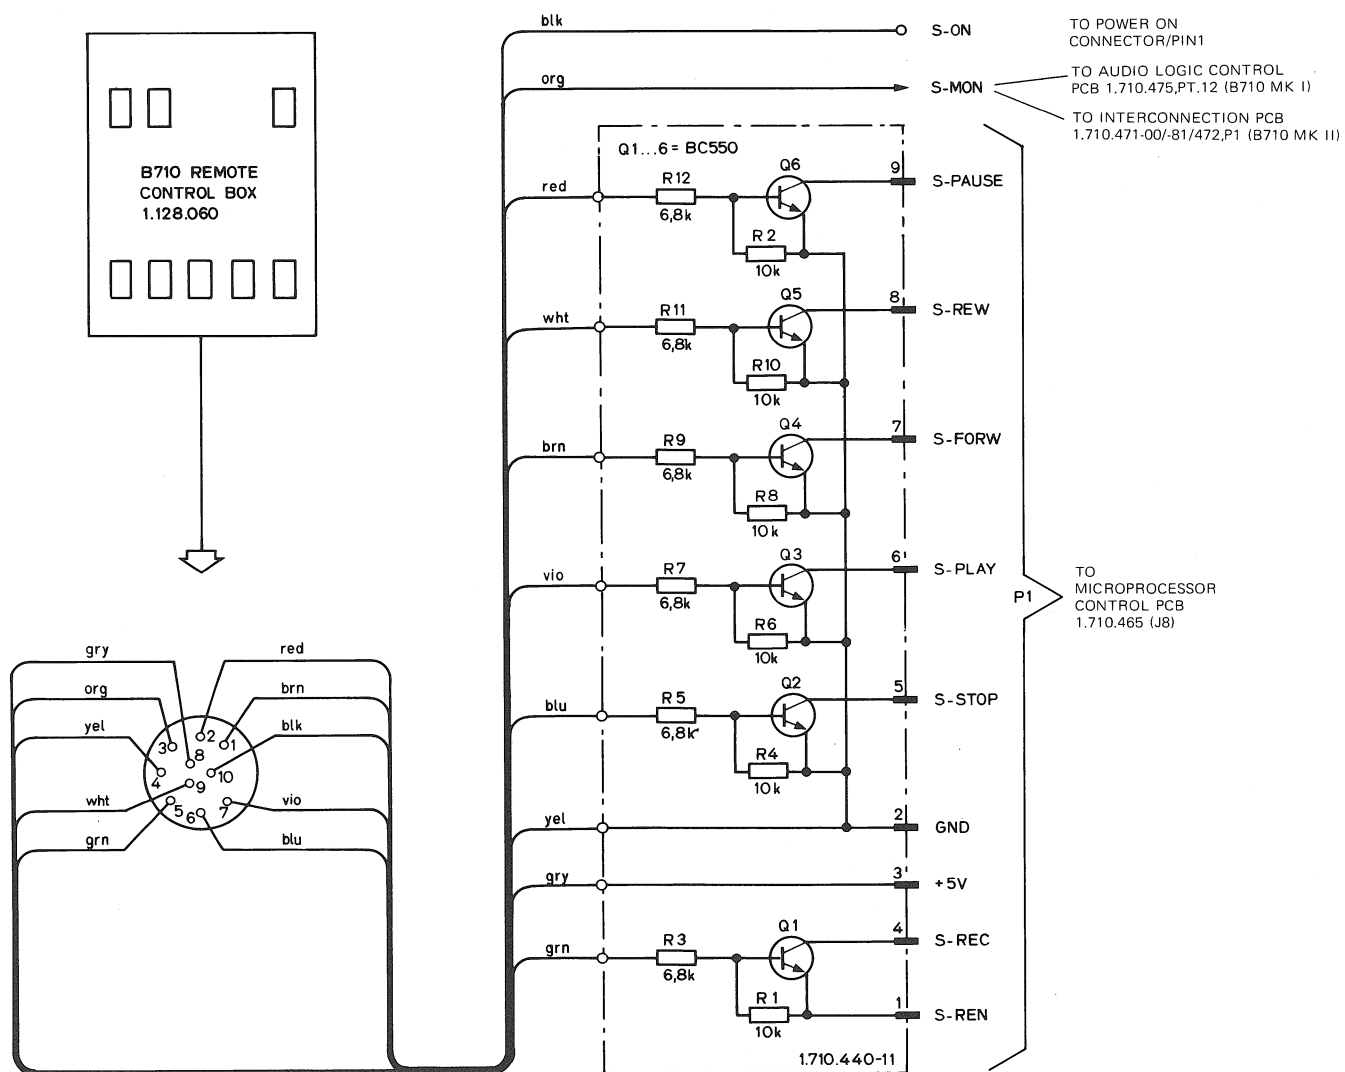 blk
S-ON
TO POWER ON
CONNECTOR/PIN1
org
S-MON
TO AUDIO LOGIC CONTROL
PCB 1.710.475,PT.12 (B710 MK I)
TO INTERCONNECTION PCB
1.710.471-00/-81/472,P1 (B710 MK II)
B710 REMOTE
CONTROL BOX
1.128.060
Q1...6 = BC550
red
R12
6,8k
Q6
R2
10k
9
S-PAUSE
wht
R11
6,8k
Q5
R10
10k
8
S-REW
brn
R9
6,8k
Q4
R8
10k
7
S-FORW
vio
R7
6,8k
Q3
R6
10k
6
S-PLAY
P1
TO
MICROPROCESSOR
CONTROL PCB
1.710.465 (J8)
blu
R5
6,8k
Q2
R4
10k
5
S-STOP
yel
2
GND
gry
3
+5V
grn
R3
6,8k
Q1
R1
10k
4
S-REC
1
S-REN
1.710.440-11
gry
red
org
brn
yel
blk
wht
vio
grn
blu
3
2
1
8
4
10
9
5
6
7